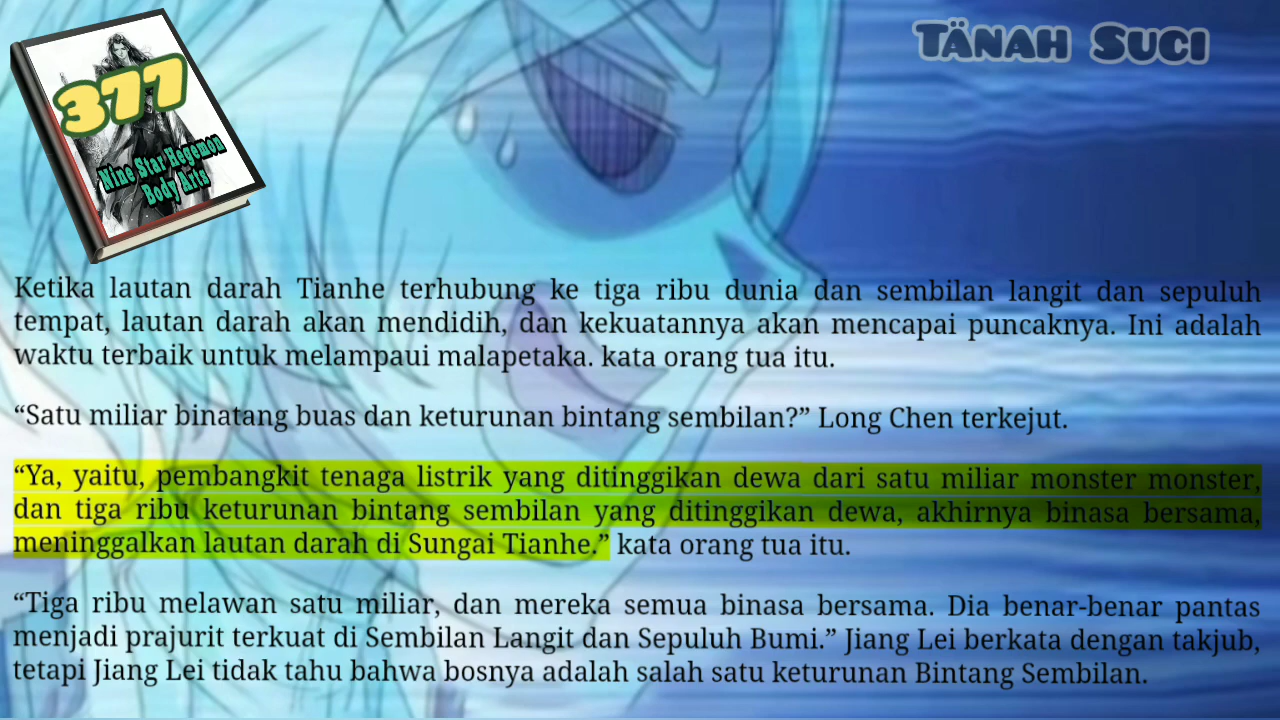 Tänah Suci
377
Nine Star Hegemon
Body Arts
Ketika lautan darah Tianhe terhubung ke tiga ribu dunia dan sembilan langit dan sepuluh
tempat, lautan darah akan mendidih, dan kekuatannya akan mencapai puncaknya. Ini adalah
waktu terbaik untuk melampaui malapetaka. kata orang tua itu.
“Satu miliar binatang buas dan keturunan bintang sembilan?” Long Chen terkejut.
“Ya, yaitu, pembangkit tenaga listrik yang ditinggikan dewa dari satu miliar monster monster,
dan tiga ribu keturunan bintang sembilan yang ditinggikan dewa, akhirnya binasa bersama,
meninggalkan lautan darah di Sungai Tianhe.” kata orang tua itu.
“Tiga ribu melawan satu miliar, dan mereka semua binasa bersama. Dia benar-benar pantas
menjadi prajurit terkuat di Sembilan Langit dan Sepuluh Bumi.” Jiang Lei berkata dengan takjub,
tetapi Jiang Lei tidak tahu bahwa bosnya adalah salah satu keturunan Bintang Sembilan.